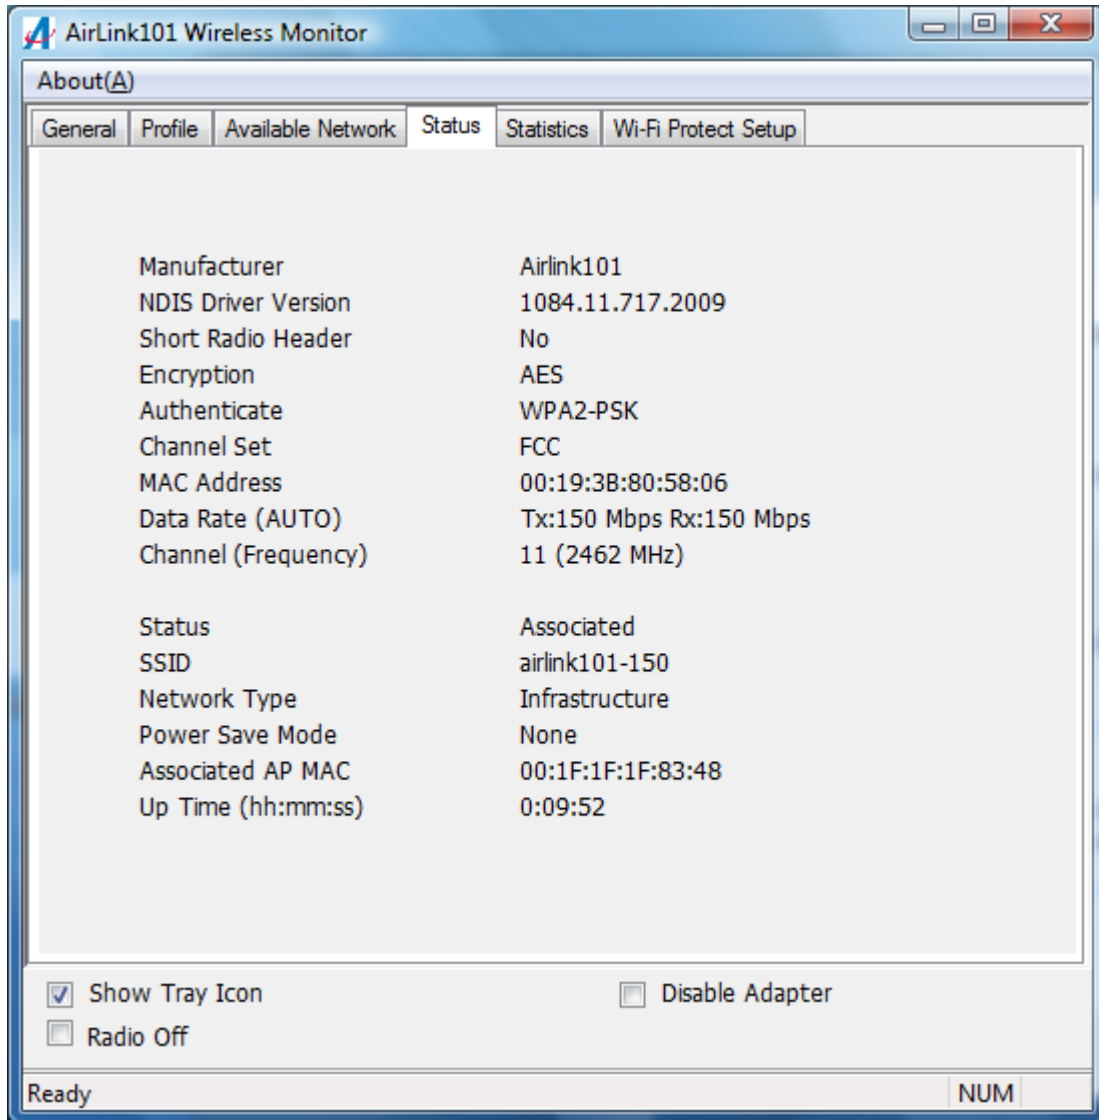 AirLink101 Wireless Monitor
About(A)
General Profile Available Network Status Statistics Wi-Fi Protect Setup
Manufacturer Airlink101
NDIS Driver Version 1084.11.717.2009
Short Radio Header No
Encryption AES
Authenticate WPA2-PSK
Channel Set FCC
MAC Address 00:19:3B:80:58:06
Data Rate (AUTO) Tx:150 Mbps Rx:150 Mbps
Channel (Frequency) 11 (2462 MHz)
Status Associated
SSID airlink101-150
Network Type Infrastructure
Power Save Mode None
Associated AP MAC 00:1F:1F:1F:83:48
Up Time (hh:mm:ss) 0:09:52
Show Tray Icon Disable Adapter
Radio Off
Ready NUM